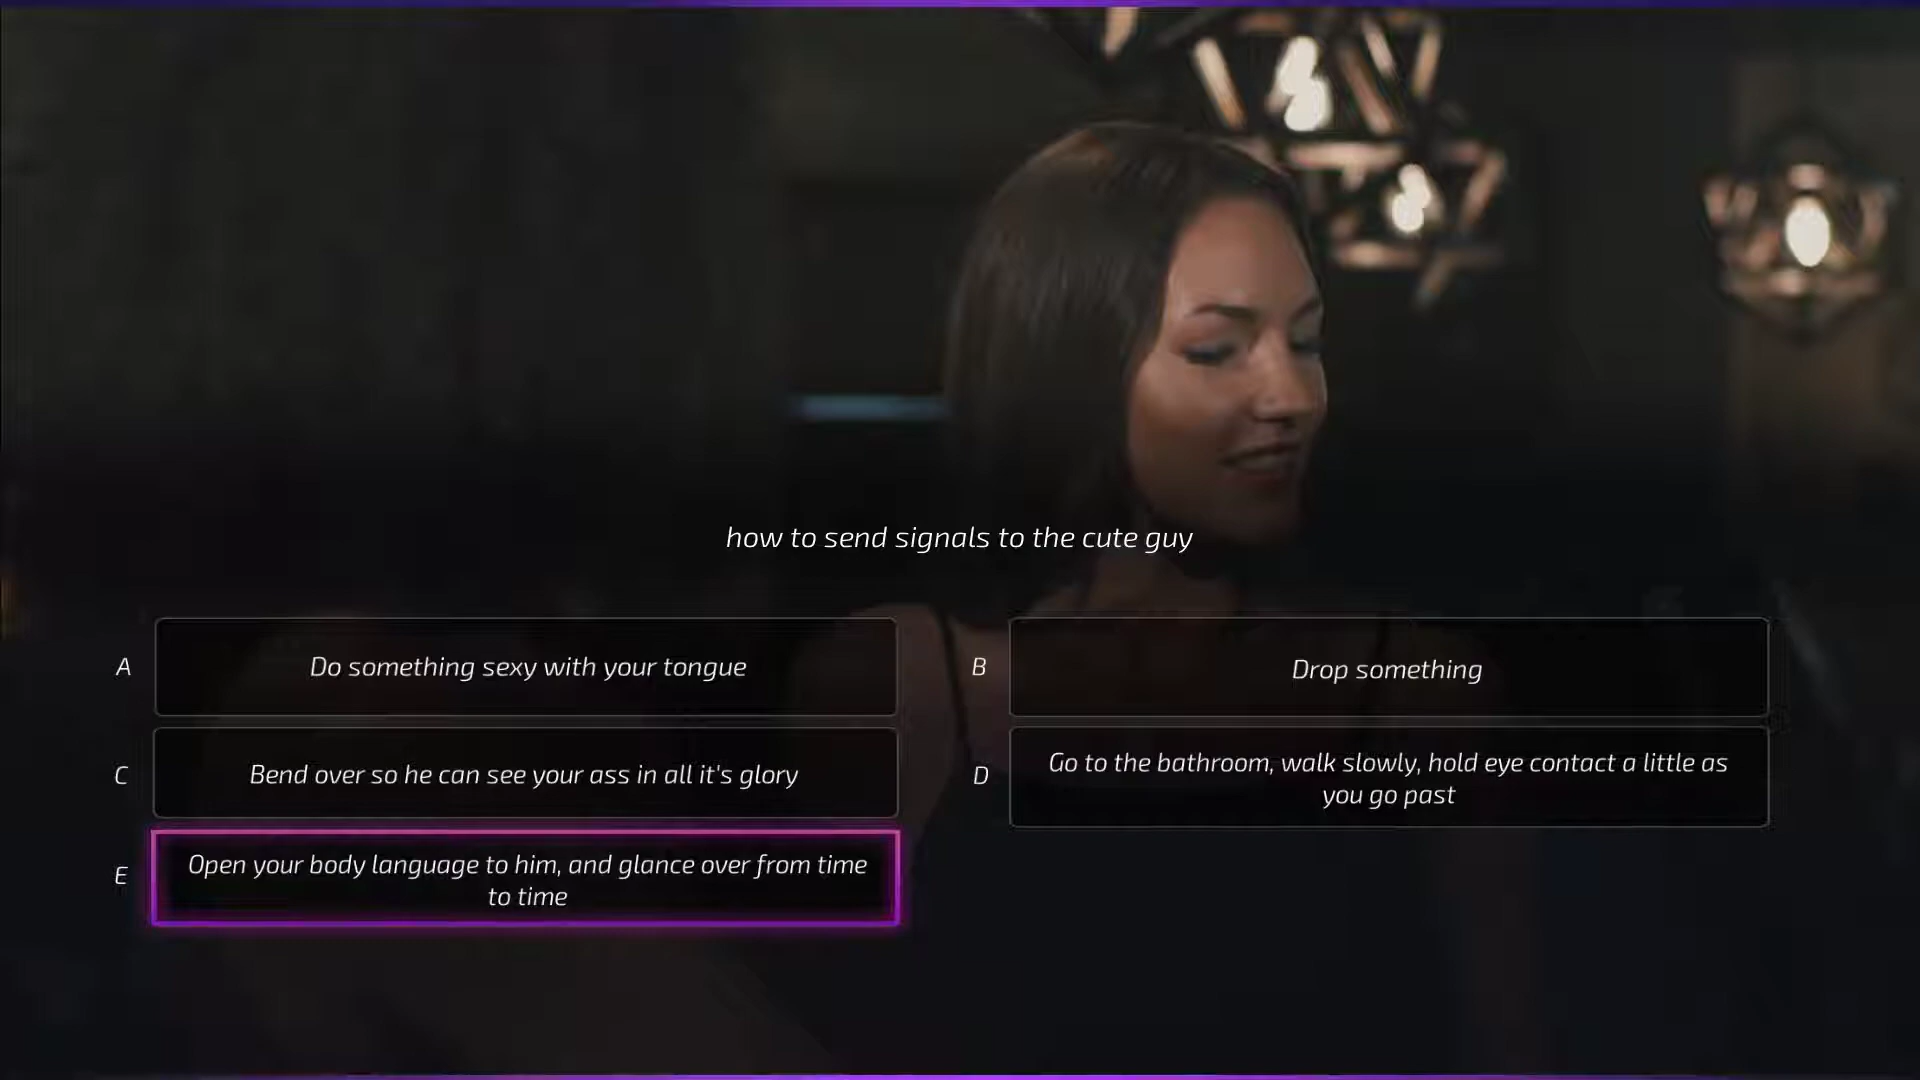 how to send signals to the cute guy
A
Do something sexy with your tongue
B
Drop something
C
Bend over so he can see your ass in all it's glory
D
Go to the bathroom, walk slowly, hold eye contact a little as
you go past
E
Open your body language to him, and glance over from time
to time